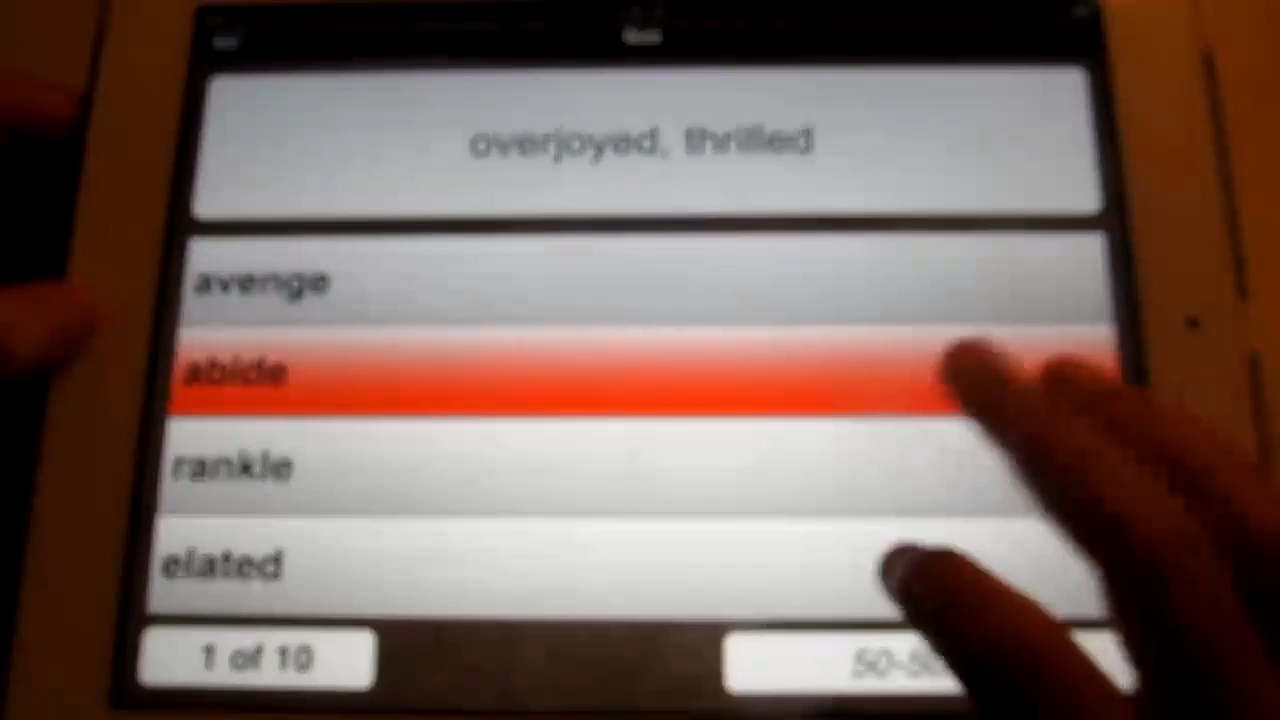 overjoyed, thrilled
avenge
abide
rankle
elated
1 of 10